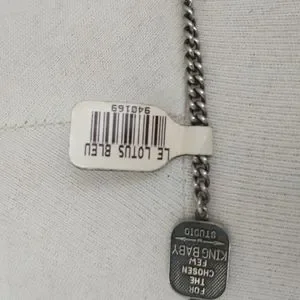 LE LOTUS BLEU
940169
FOR
THE
CHOSEN
FEW
KING BABY
STUDIO